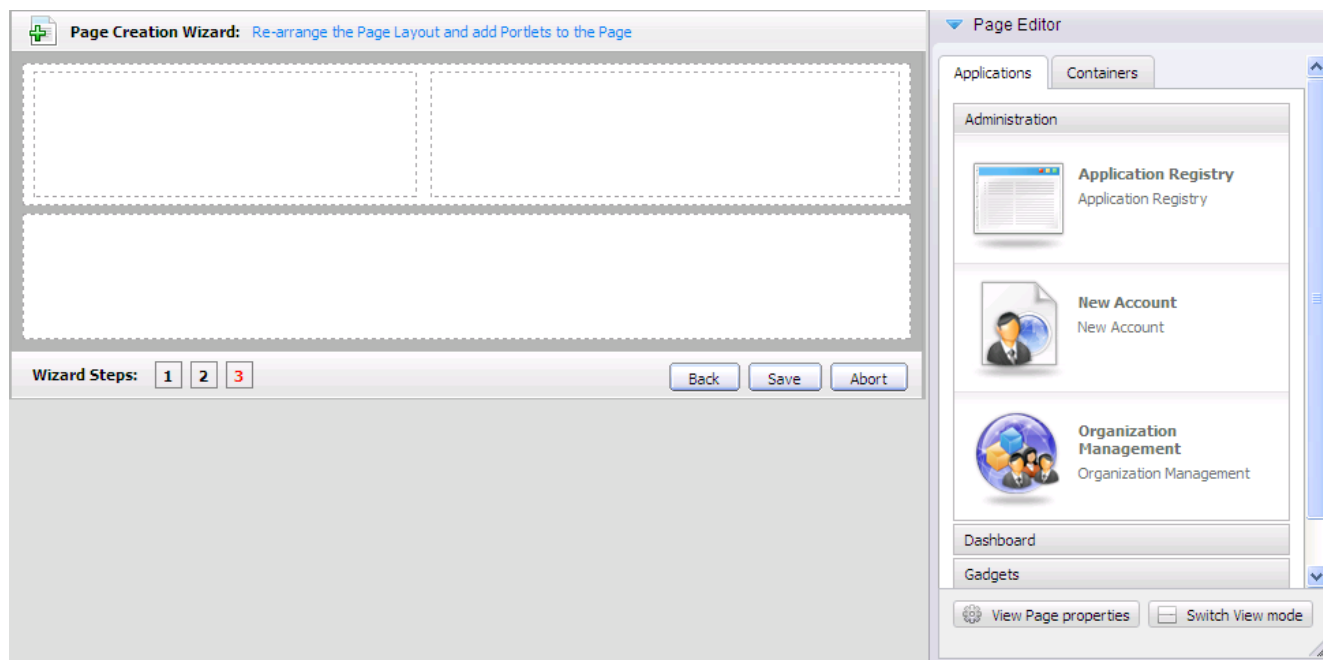 Page Creation Wizard: Re-arrange the Page Layout and add Portlets to the Page
Wizard Steps: 1 2 3
Back Save Abort
Page Editor
Applications Containers
Administration
Application Registry
Application Registry
New Account
New Account
Organization
Management
Organization Management
Dashboard
Gadgets
View Page properties Switch View mode